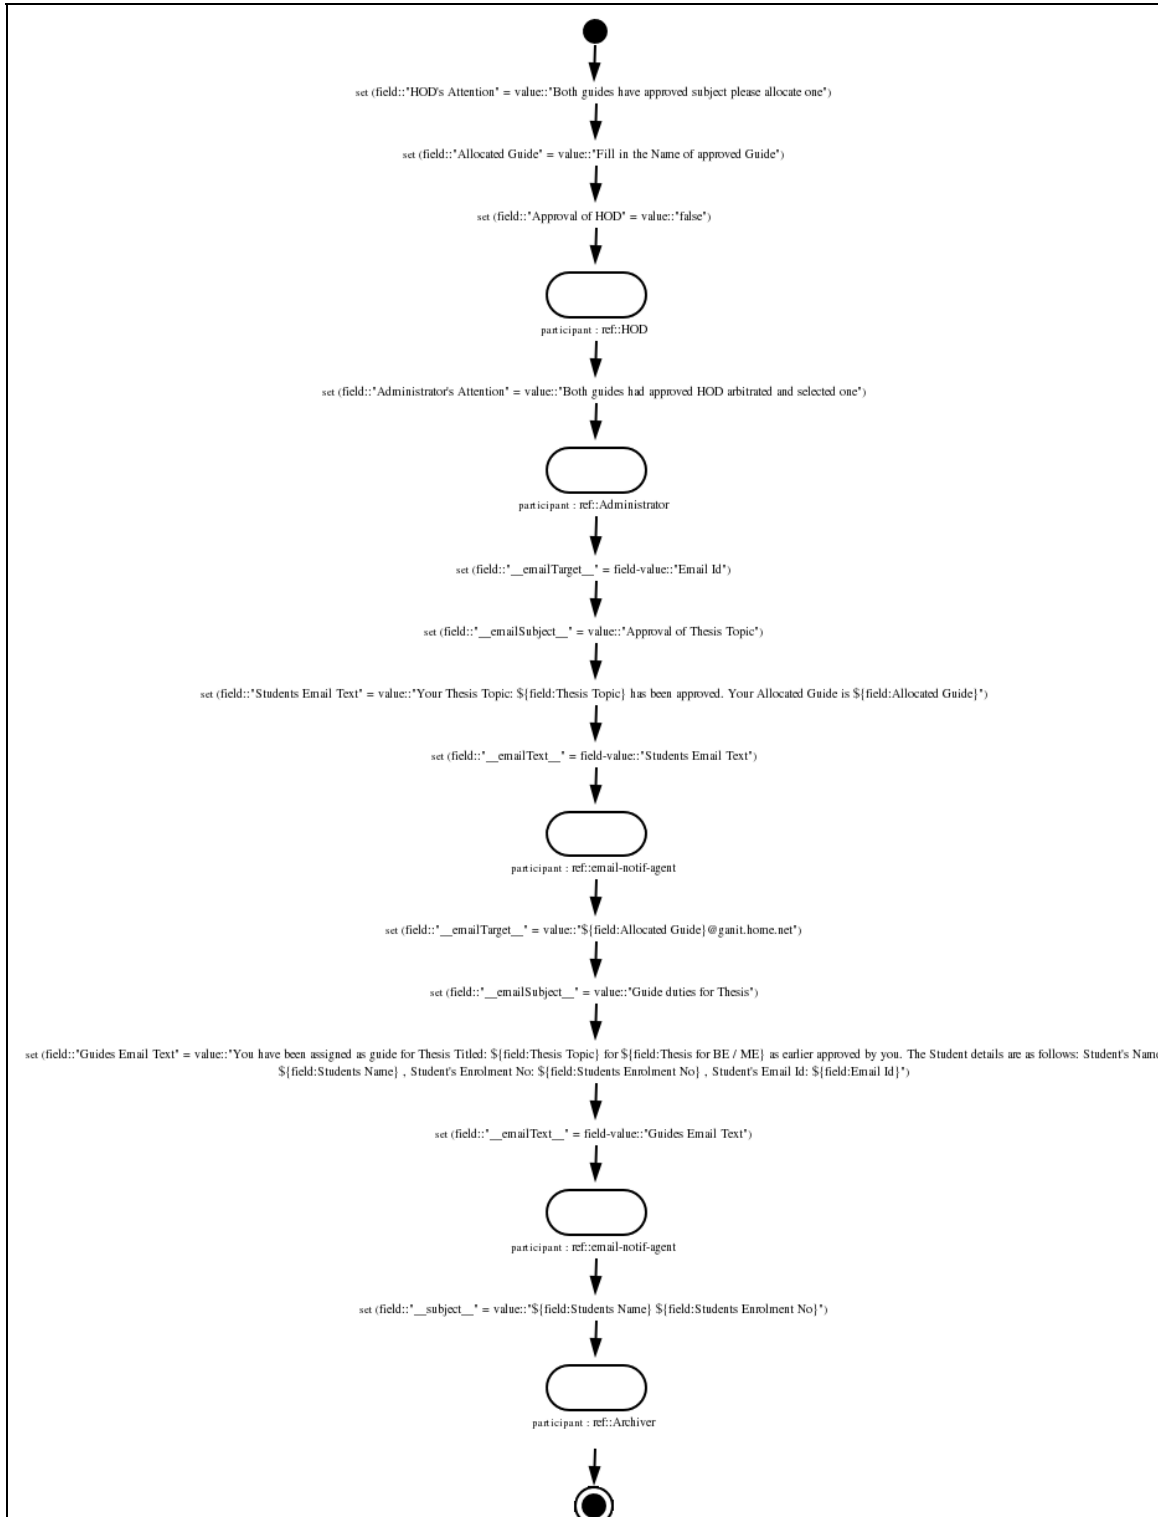 set (field::"HOD's Attention" = value::"Both guides have approved subject please allocate one")
set (field::"Allocated Guide" = value::"Fill in the Name of approved Guide")
set (field::"Approval of HOD" = value::"false")
participant : ref::HOD
set (field::"Administrator's Attention" = value::"Both guides had approved HOD arbitrated and selected one")
participant : ref::Administrator
set (field::"__emailTarget__" = field-value::"Email Id")
set (field::"__emailSubject__" = value::"Approval of Thesis Topic")
set (field::"Students Email Text" = value::"Your Thesis Topic: ${field:Thesis Topic} has been approved. Your Allocated Guide is ${field:Allocated Guide}")
set (field::"__emailText__" = field-value::"Students Email Text")
participant : ref::email-notif-agent
set (field::"__emailTarget__" = value::"${field:Allocated Guide}@ganit.home.net")
set (field::"__emailSubject__" = value::"Guide duties for Thesis")
set (field::"Guides Email Text" = value::"You have been assigned as guide for Thesis Titled: ${field:Thesis Topic} for ${field:Thesis for BE / ME} as earlier approved by you. The Student details are as follows: Student's Name
${field:Students Name} , Student's Enrolment No: ${field:Students Enrolment No} , Student's Email Id: ${field:Email Id}")
set (field::"__emailText__" = field-value::"Guides Email Text")
participant : ref::email-notif-agent
set (field::"__subject__" = value::"${field:Students Name} ${field:Students Enrolment No}")
participant : ref::Archiver